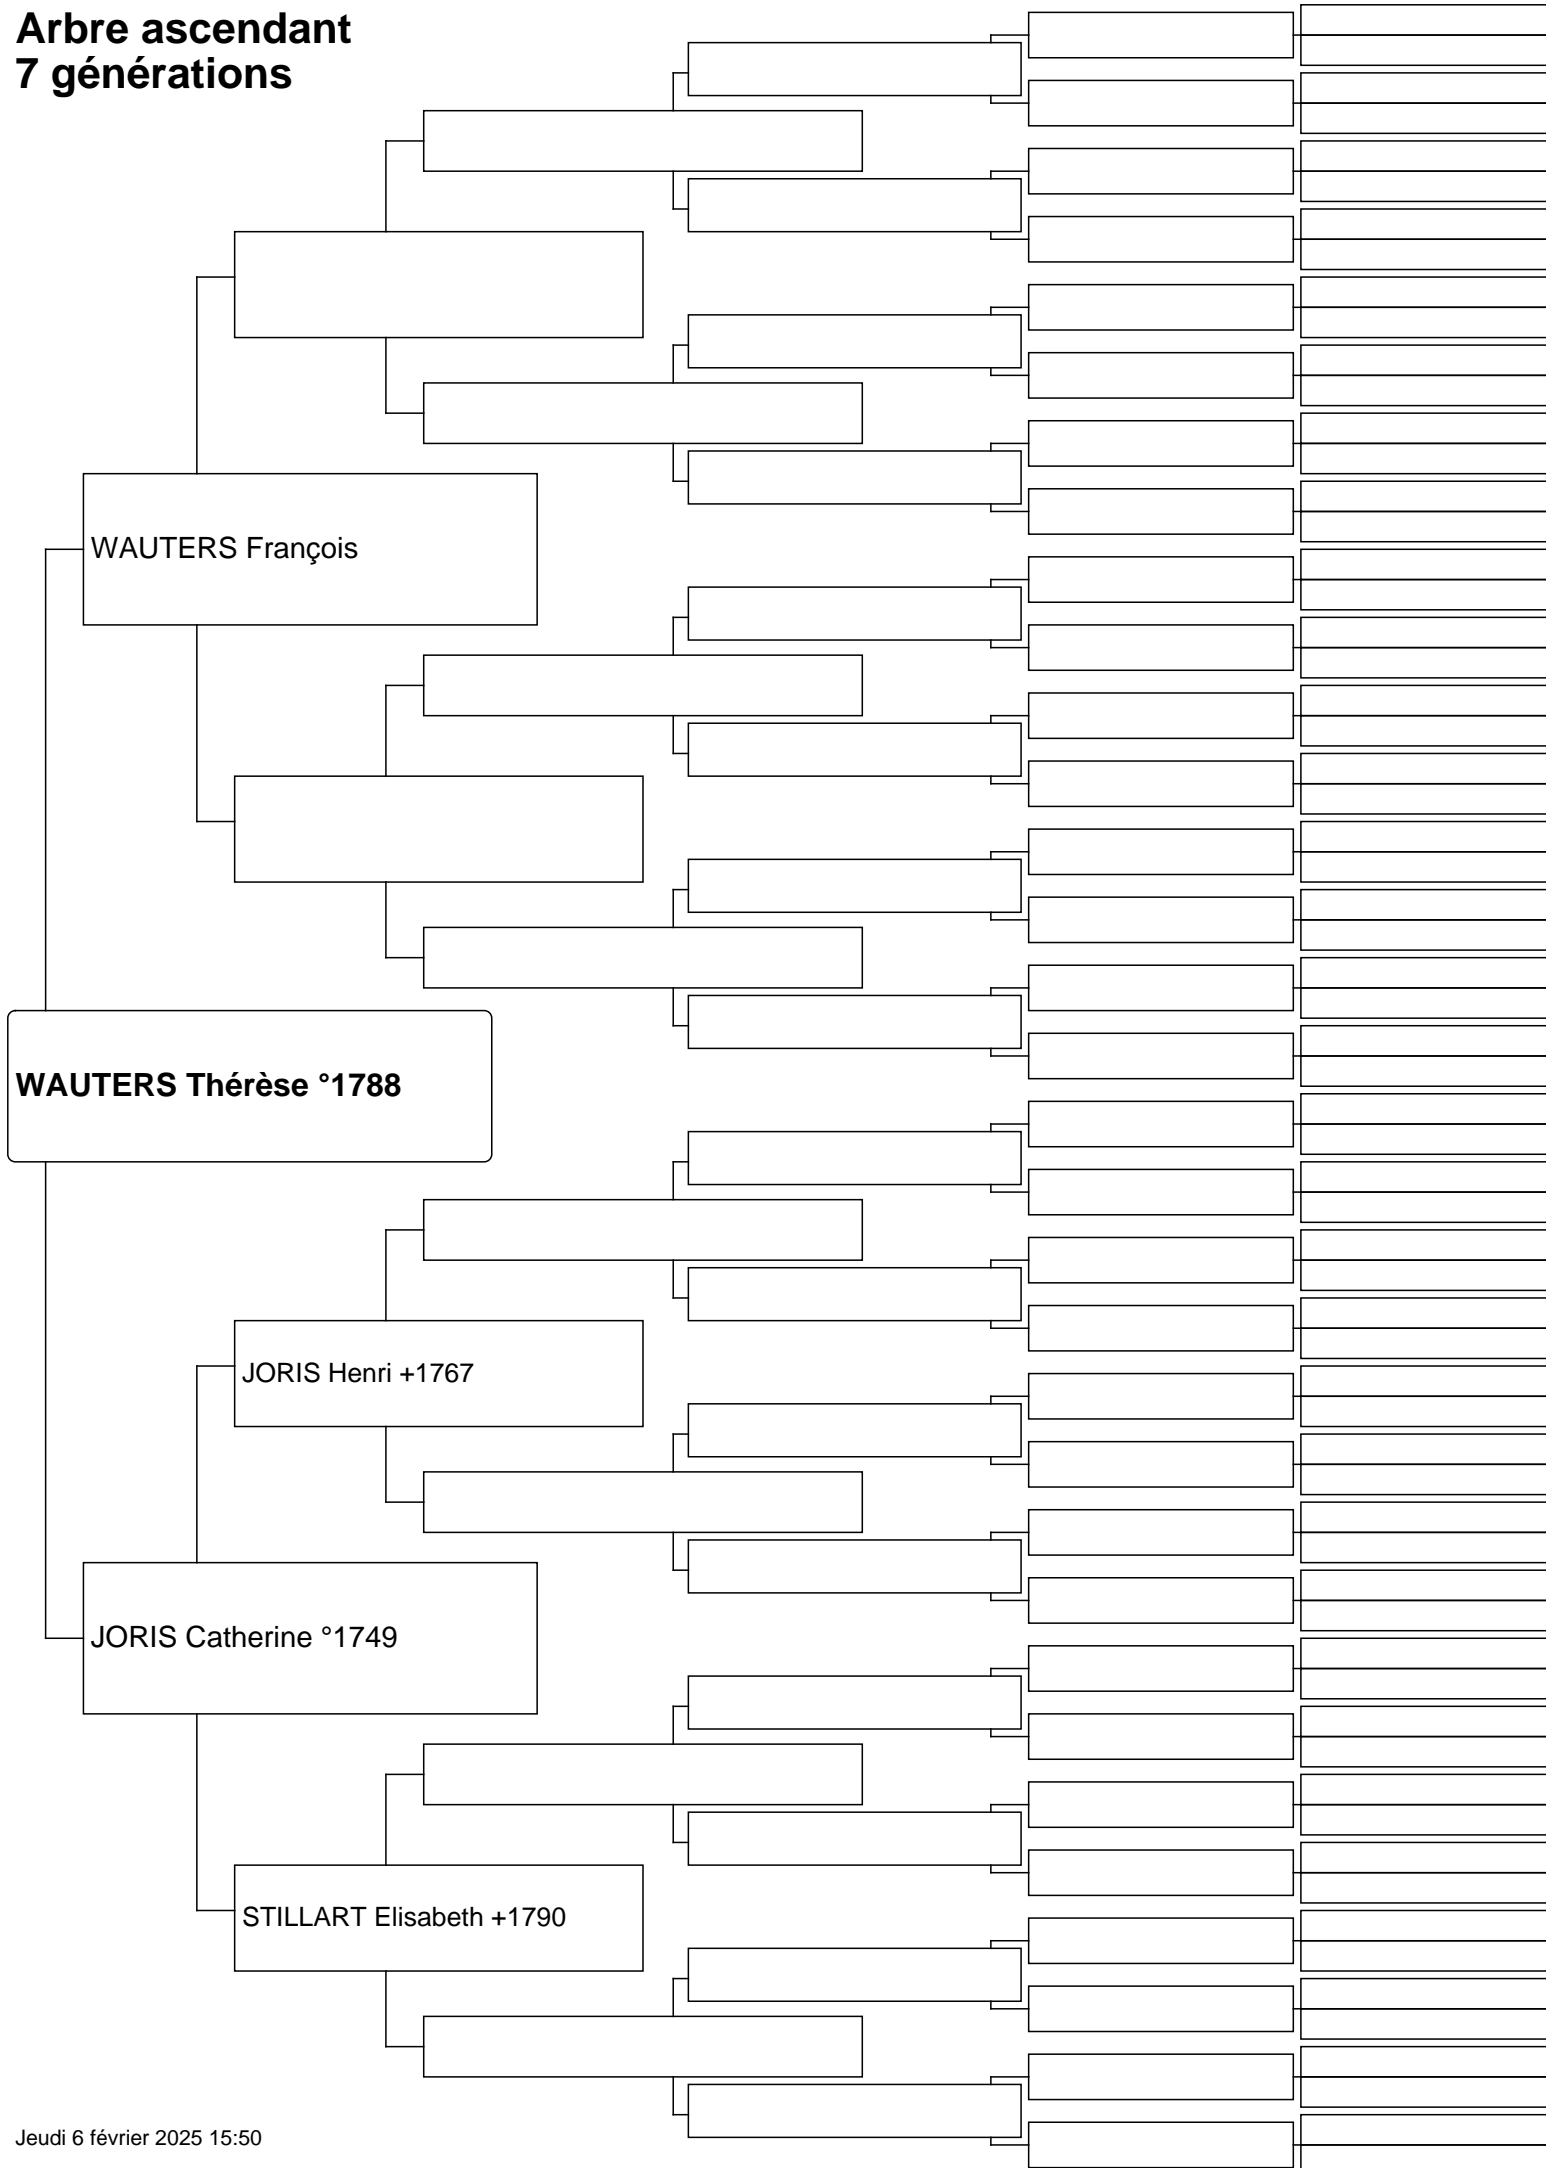 Arbre ascendant
7 générations
WAUTERS François
WAUTERS Thérèse °1788
JORIS Henri +1767
JORIS Catherine °1749
STILLART Elisabeth +1790
Jeudi 6 février 2025 15:50